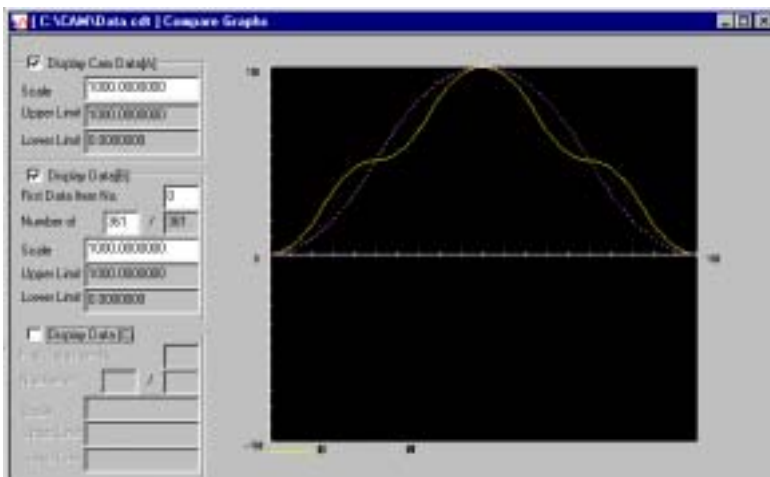 [ C:\CAM\Data.cdt ] Compare Graphs
Display Cam Data[A]
Scale 1000.0000000
Upper Limit 1000.0000000
Lower Limit 0.0000000
Display Data[B]
First Data Item No. 0
Number of 361 / 361
Scale 1000.0000000
Upper Limit 1000.0000000
Lower Limit 0.0000000
Display Data [C]
/
100
0
100
-100